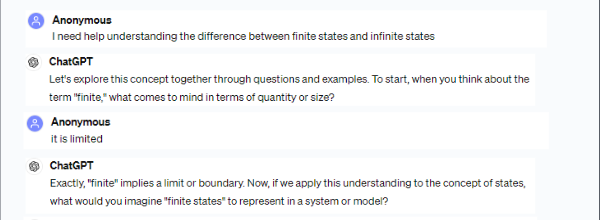 Anonymous
I need help understanding the difference between finite states and infinite states
ChatGPT
Let's explore this concept together through questions and examples. To start, when you think about the
term "finite," what comes to mind in terms of quantity or size?
Anonymous
it is limited
ChatGPT
Exactly, "finite" implies a limit or boundary. Now, if we apply this understanding to the concept of states,
what would you imagine "finite states" to represent in a system or model?